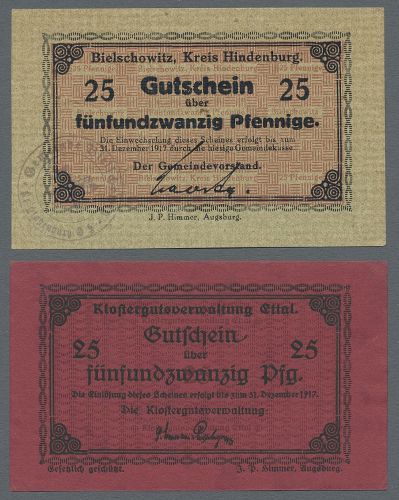 Bielschowitz, Kreis Hindenburg.
25 Gutschein 25
über
fünfundzwanzig Pfennige.
Die Einwechselung dieses Scheines erfolgt bis zum
31. Dezember 1917 durch die hiesige Gemeindekasse
Der Gemeindevorstand.
J. P. Himmer, Augsburg.
Klostergutsverwaltung Ettal.
Gutschein
25 über 25
fünfundzwanzig Pfg.
Die Einlösung dieses Scheines erfolgt bis zum 31. Dezember 1917.
Die Klostergutsverwaltung
Gesetzlich geschützt. J. P. Himmer, Augsburg.